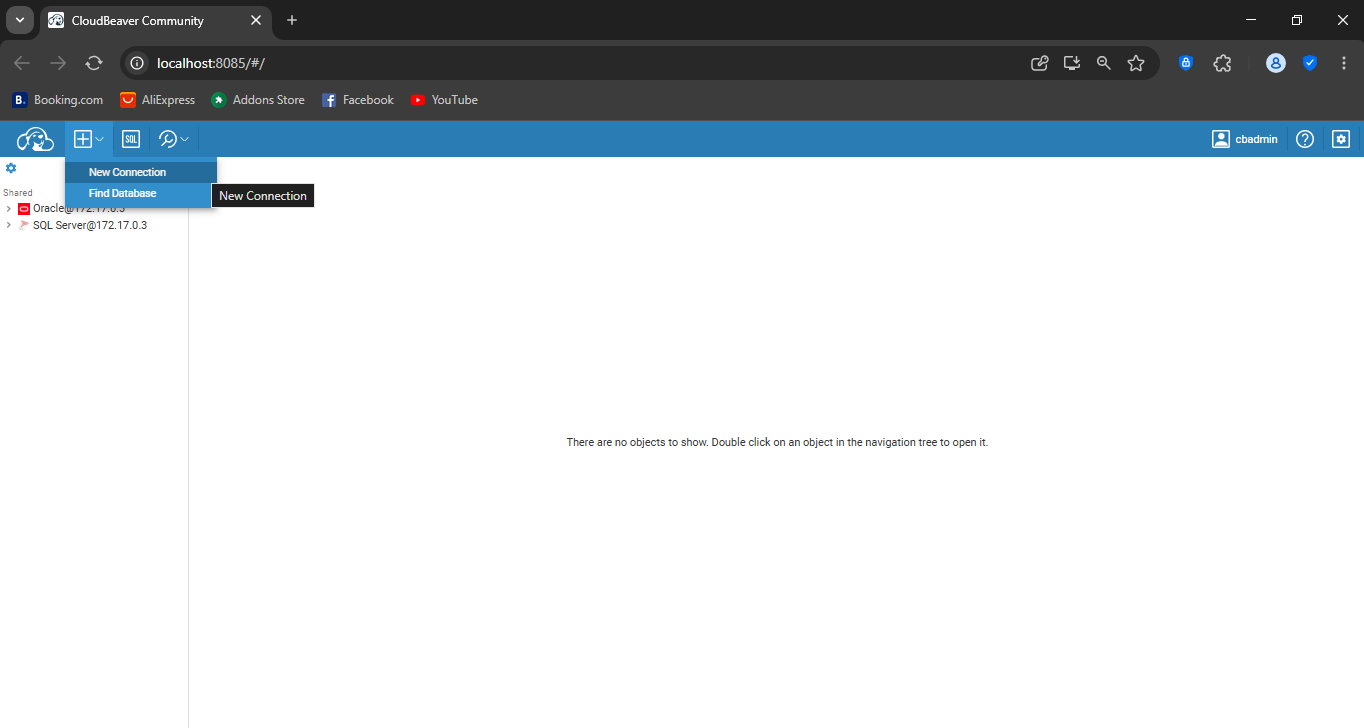 CloudBeaver Community
localhost:8085/#/
B. Booking.com AliExpress Addons Store Facebook YouTube
SQL cbadmin
New Connection
Shared
Find Database
New Connection
Oracle@172.17.0.3
SQL Server@172.17.0.3
There are no objects to show. Double click on an object in the navigation tree to open it.